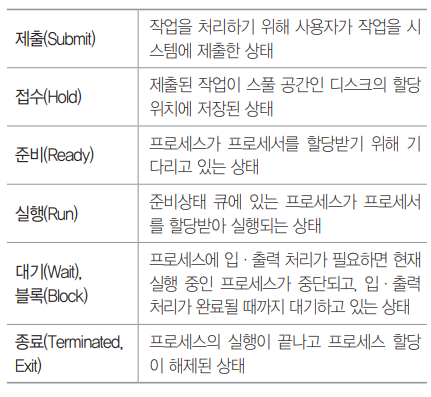 제출(Submit)
작업을 처리하기 위해 사용자가 작업을 시
스템에 제출한 상태
접수(Hold)
제출된 작업이 스풀 공간인 디스크의 할당
위치에 저장된 상태
준비(Ready)
프로세스가 프로세서를 할당받기 위해 기
다리고 있는 상태
실행(Run)
준비상태 큐에 있는 프로세스가 프로세서
를 할당받아 실행되는 상태
대기(Wait),
블록(Block)
프로세스에 입 · 출력 처리가 필요하면 현재
실행 중인 프로세스가 중단되고, 입 · 출력
처리가 완료될 때까지 대기하고 있는 상태
종료(Terminated,
Exit)
프로세스의 실행이 끝나고 프로세스 할당
이 해제된 상태